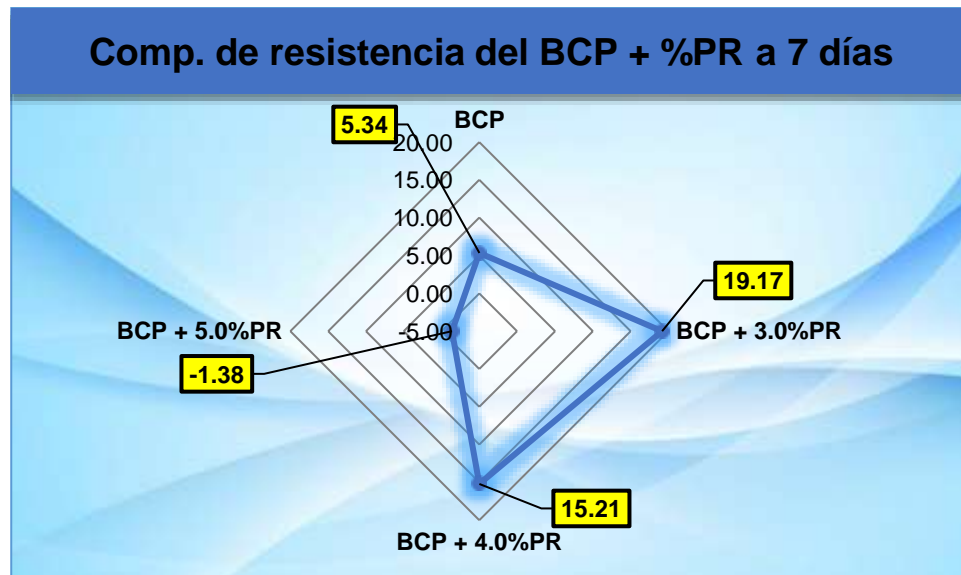 Comp. de resistencia del BCP + %PR a 7 días
BCP
5.34
20.00
15.00
10.00
5.00
0.00
-5.00
19.17
BCP + 3.0%PR
BCP + 5.0%PR
-1.38
15.21
BCP + 4.0%PR